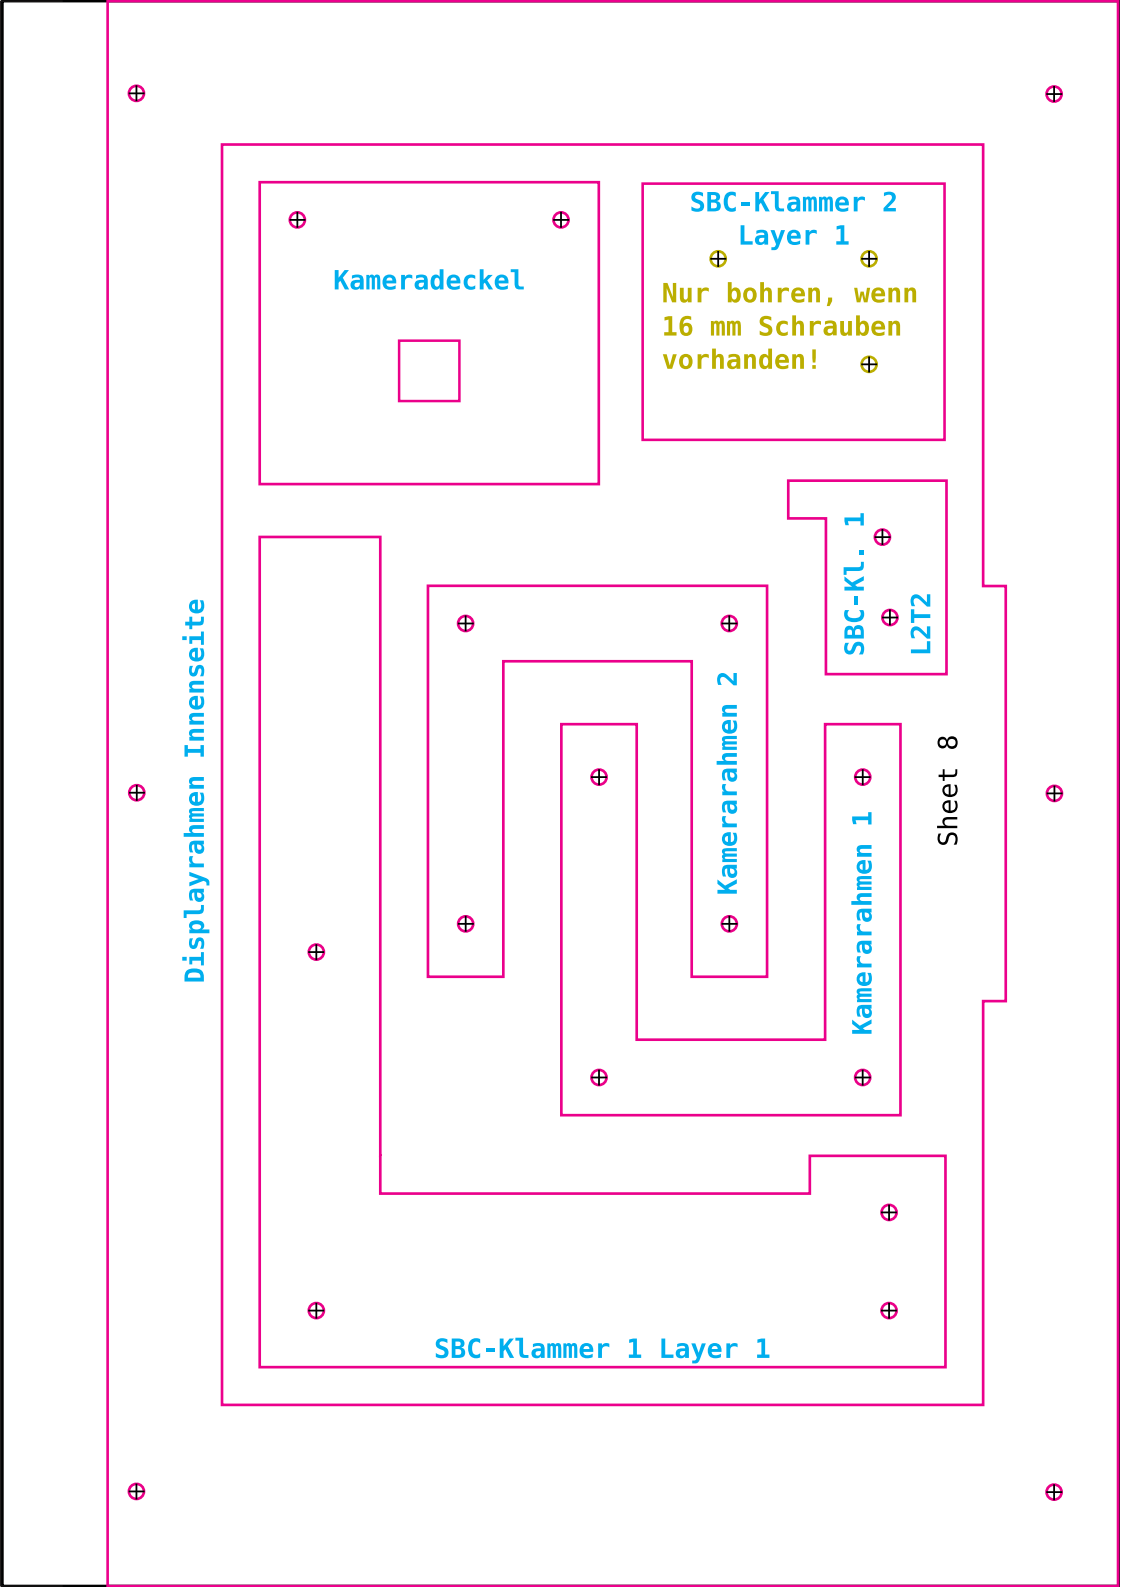 SBC-Klammer 2
Layer 1
Kameradeckel
Nur bohren, wenn
16 mm Schrauben
vorhanden!
SBC-Kl. 1
L2T2
Displayrahmen Innenseite
Kamerarahmen 2
Sheet 8
Kamerarahmen 1
SBC-Klammer 1 Layer 1